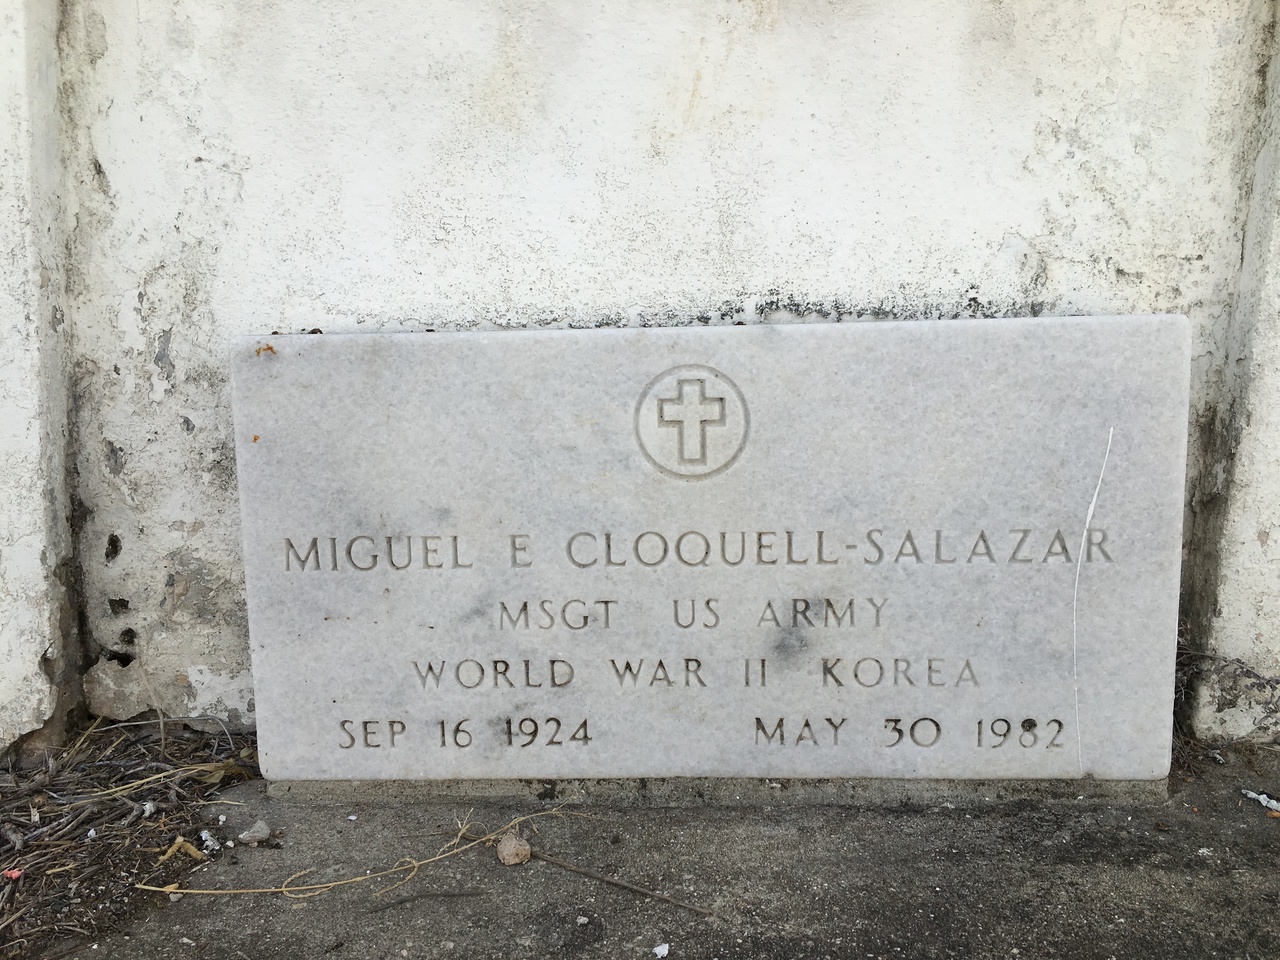 MIGUEL E CLOQUELL-SALAZAR
MSGT US ARMY
WORLD WAR II KOREA
SEP 16 1924 MAY 30 1982